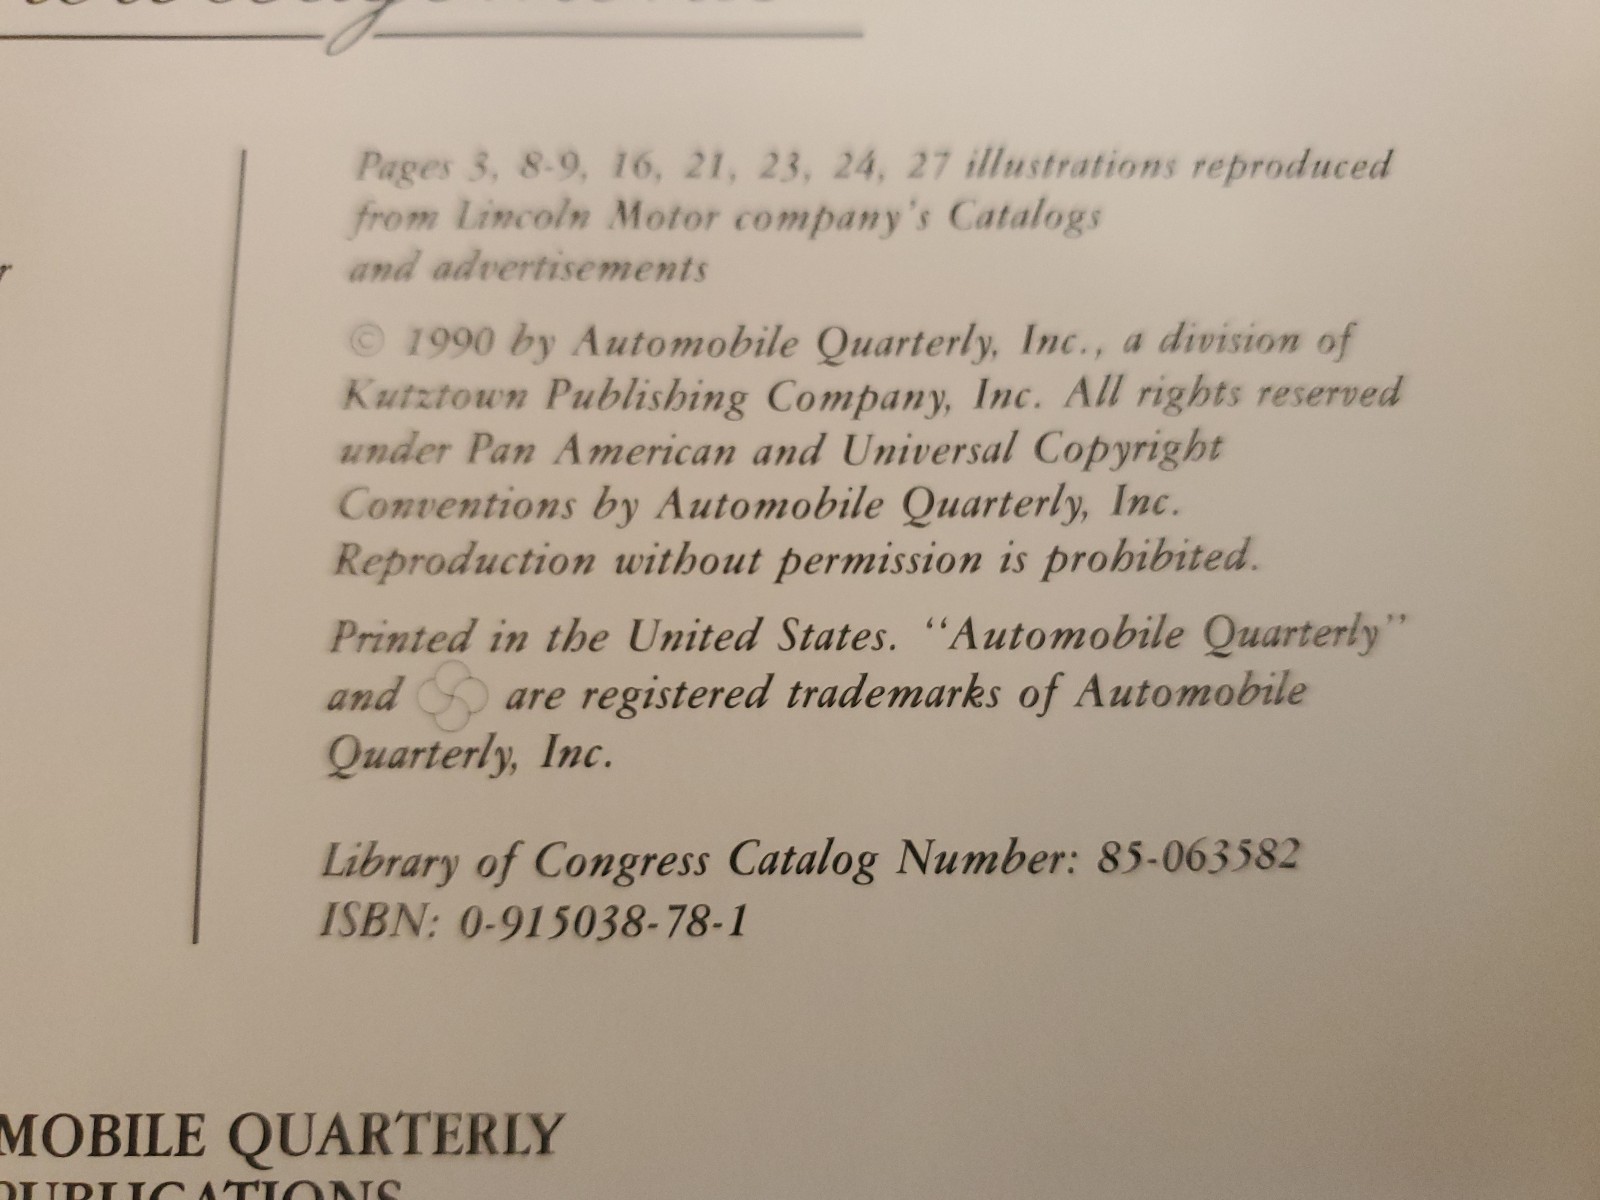 Pages 3, 8-9, 16, 21, 23, 24, 27 illustrations reproduced
from Lincoln Motor company's Catalogs
and advertisements
© 1990 by Automobile Quarterly, Inc., a division of
Kutztown Publishing Company, Inc. All rights reserved
under Pan American and Universal Copyright
Conventions by Automobile Quarterly, Inc.
Reproduction without permission is prohibited.
Printed in the United States. “Automobile Quarterly”
and are registered trademarks of Automobile
Quarterly, Inc.
Library of Congress Catalog Number: 85-063582
ISBN: 0-915038-78-1
MOBILE QUARTERLY
PUBLICATIONS